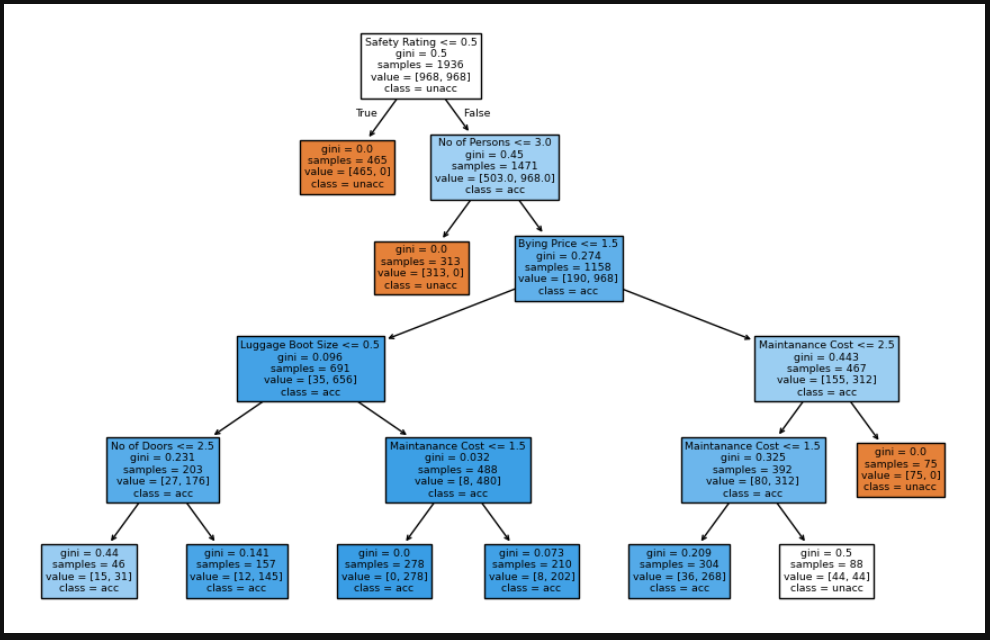 Safety Rating <= 0.5
gini = 0.5
samples = 1936
value = [968, 968]
class = unacc
True
False
gini = 0.0
samples = 465
value = [465, 0]
class = unacc
No of Persons <= 3.0
gini = 0.45
samples = 1471
value = [503.0, 968.0]
class = acc
gini = 0.0
samples = 313
value = [313, 0]
class = unacc
Bying Price <= 1.5
gini = 0.274
samples = 1158
value = [190, 968]
class = acc
Luggage Boot Size <= 0.5
gini = 0.096
samples = 691
value = [35, 656]
class = acc
Maintanance Cost <= 2.5
gini = 0.443
samples = 467
value = [155, 312]
class = acc
No of Doors <= 2.5
gini = 0.231
samples = 203
value = [27, 176]
class = acc
Maintanance Cost <= 1.5
gini = 0.032
samples = 488
value = [8, 480]
class = acc
Maintanance Cost <= 1.5
gini = 0.325
samples = 392
value = [80, 312]
class = acc
gini = 0.0
samples = 75
value = [75, 0]
class = unacc
gini = 0.44
samples = 46
value = [15, 31]
class = acc
gini = 0.141
samples = 157
value = [12, 145]
class = acc
gini = 0.0
samples = 278
value = [0, 278]
class = acc
gini = 0.073
samples = 210
value = [8, 202]
class = acc
gini = 0.209
samples = 304
value = [36, 268]
class = acc
gini = 0.5
samples = 88
value = [44, 44]
class = unacc